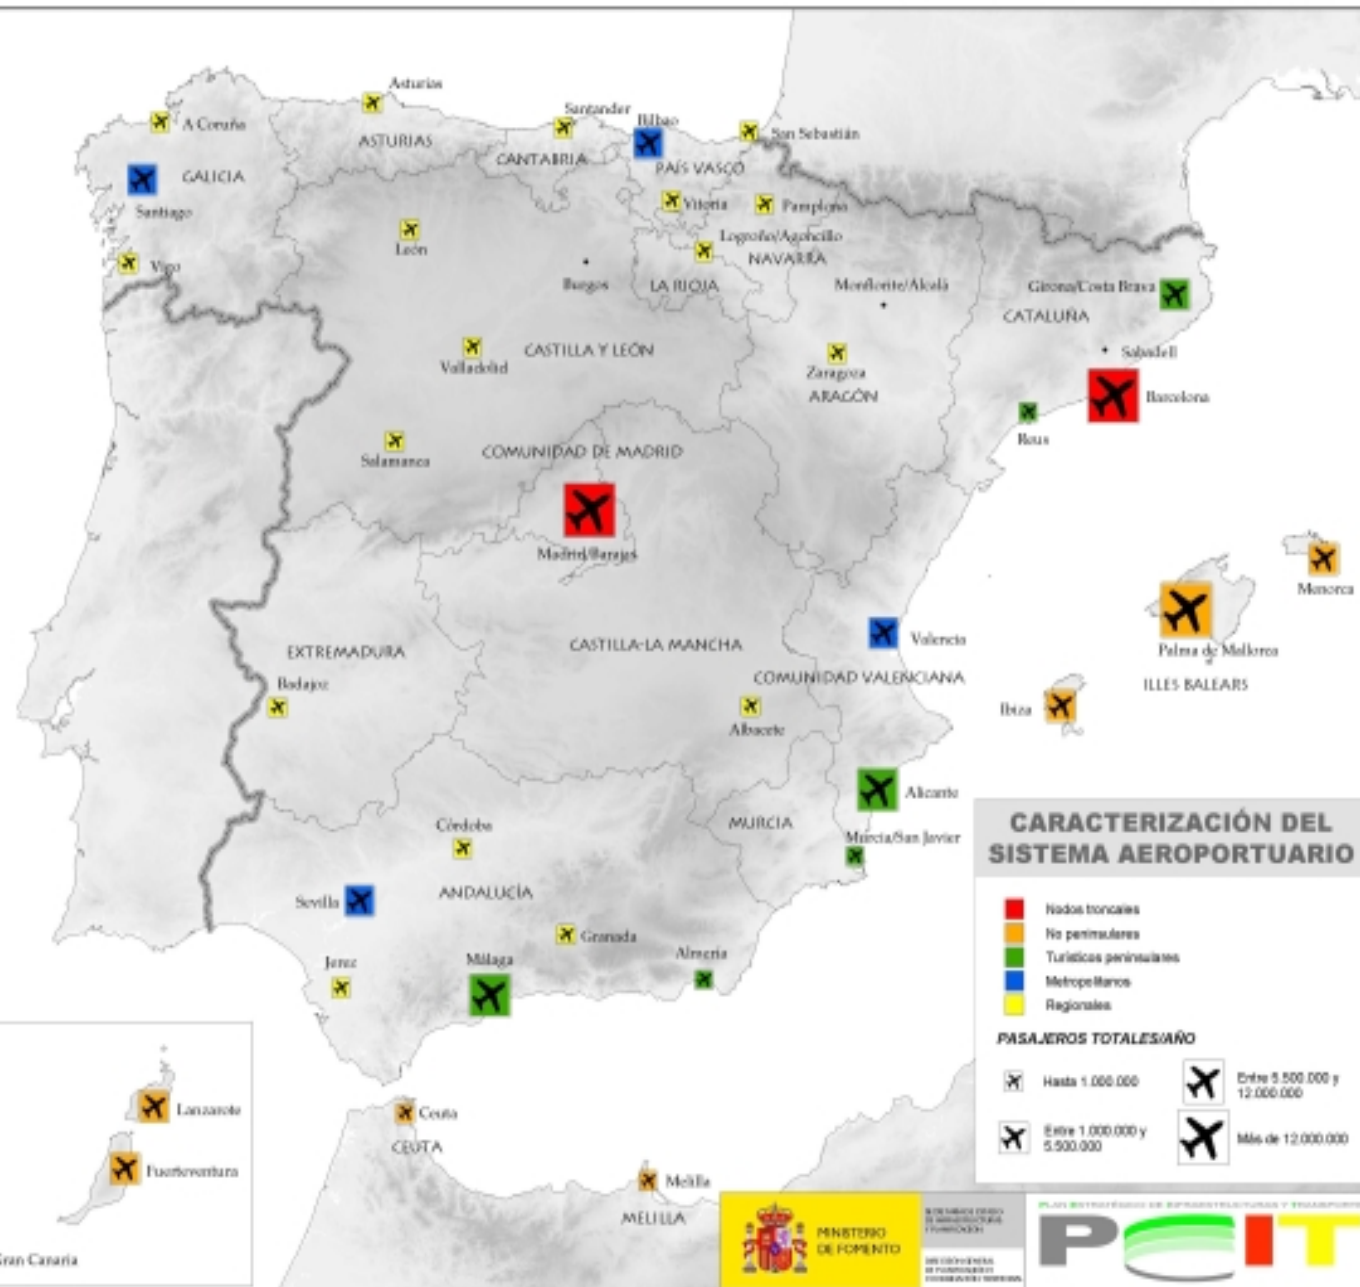 Asturias
A Coruña
ASTURIAS
Santander
Bilbao
San Sebastián
CANTABRIA
PAÍS VASCO
GALICIA
Santiago
Vitoria
Pamplona
León
Logroño/Agoncillo
NAVARRA
Vigo
Burgos
LA RIOJA
Monflorite/Alcalá
Girona/Costa Brava
CATALUÑA
Valladolid
CASTILLA Y LEÓN
Zaragoza
ARAGÓN
Sabadell
Barcelona
Reus
Salamanca
COMUNIDAD DE MADRID
Madrid/Barajas
Menorca
Palma de Mallorca
ILLES BALEARS
Ibiza
EXTREMADURA
Badajoz
CASTILLA-LA MANCHA
Valencia
COMUNIDAD VALENCIANA
Albacete
Alicante
MURCIA
Murcia/San Javier
Córdoba
ANDALUCÍA
Sevilla
Granada
Jerez
Málaga
Almería
Lanzarote
Fuerteventura
Gran Canaria
Ceuta
CEUTA
Melilla
MELILLA
CARACTERIZACIÓN DEL
SISTEMA AEROPORTUARIO
Nodos troncales
No peninsulares
Turísticos peninsulares
Metropolitanos
Regionales
PASAJEROS TOTALES/AÑO
Hasta 1.000.000
Entre 5.500.000 y
12.000.000
Entre 1.000.000 y
5.500.000
Más de 12.000.000
MINISTERIO
DE FOMENTO
PLAN ESTRATÉGICO DE INFRAESTRUCTURAS Y TRANSPORTE
PEIT